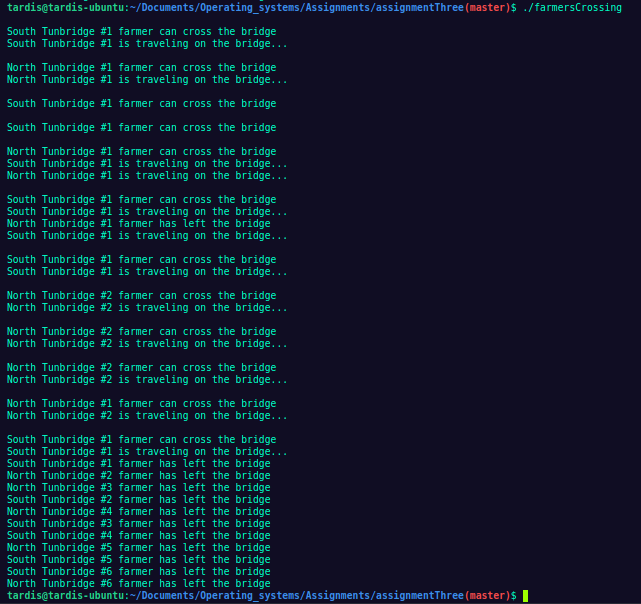 tardis@tardis-ubuntu:~/Documents/Operating_systems/Assignments/assignmentThree(master)$ ./farmersCrossing
South Tunbridge #1 farmer can cross the bridge
South Tunbridge #1 is traveling on the bridge...
North Tunbridge #1 farmer can cross the bridge
North Tunbridge #1 is traveling on the bridge...
South Tunbridge #1 farmer can cross the bridge
South Tunbridge #1 farmer can cross the bridge
North Tunbridge #1 farmer can cross the bridge
South Tunbridge #1 is traveling on the bridge...
North Tunbridge #1 is traveling on the bridge...
South Tunbridge #1 farmer can cross the bridge
South Tunbridge #1 is traveling on the bridge...
North Tunbridge #1 farmer has left the bridge
South Tunbridge #1 is traveling on the bridge...
South Tunbridge #1 farmer can cross the bridge
South Tunbridge #1 is traveling on the bridge...
North Tunbridge #2 farmer can cross the bridge
North Tunbridge #2 is traveling on the bridge...
North Tunbridge #2 farmer can cross the bridge
North Tunbridge #2 is traveling on the bridge...
North Tunbridge #2 farmer can cross the bridge
North Tunbridge #2 is traveling on the bridge...
North Tunbridge #1 farmer can cross the bridge
North Tunbridge #2 is traveling on the bridge...
South Tunbridge #1 farmer can cross the bridge
South Tunbridge #1 is traveling on the bridge...
South Tunbridge #1 farmer has left the bridge
North Tunbridge #2 farmer has left the bridge
North Tunbridge #3 farmer has left the bridge
South Tunbridge #2 farmer has left the bridge
North Tunbridge #4 farmer has left the bridge
South Tunbridge #3 farmer has left the bridge
South Tunbridge #4 farmer has left the bridge
North Tunbridge #5 farmer has left the bridge
South Tunbridge #5 farmer has left the bridge
South Tunbridge #6 farmer has left the bridge
North Tunbridge #6 farmer has left the bridge
tardis@tardis-ubuntu:~/Documents/Operating_systems/Assignments/assignmentThree(master)$